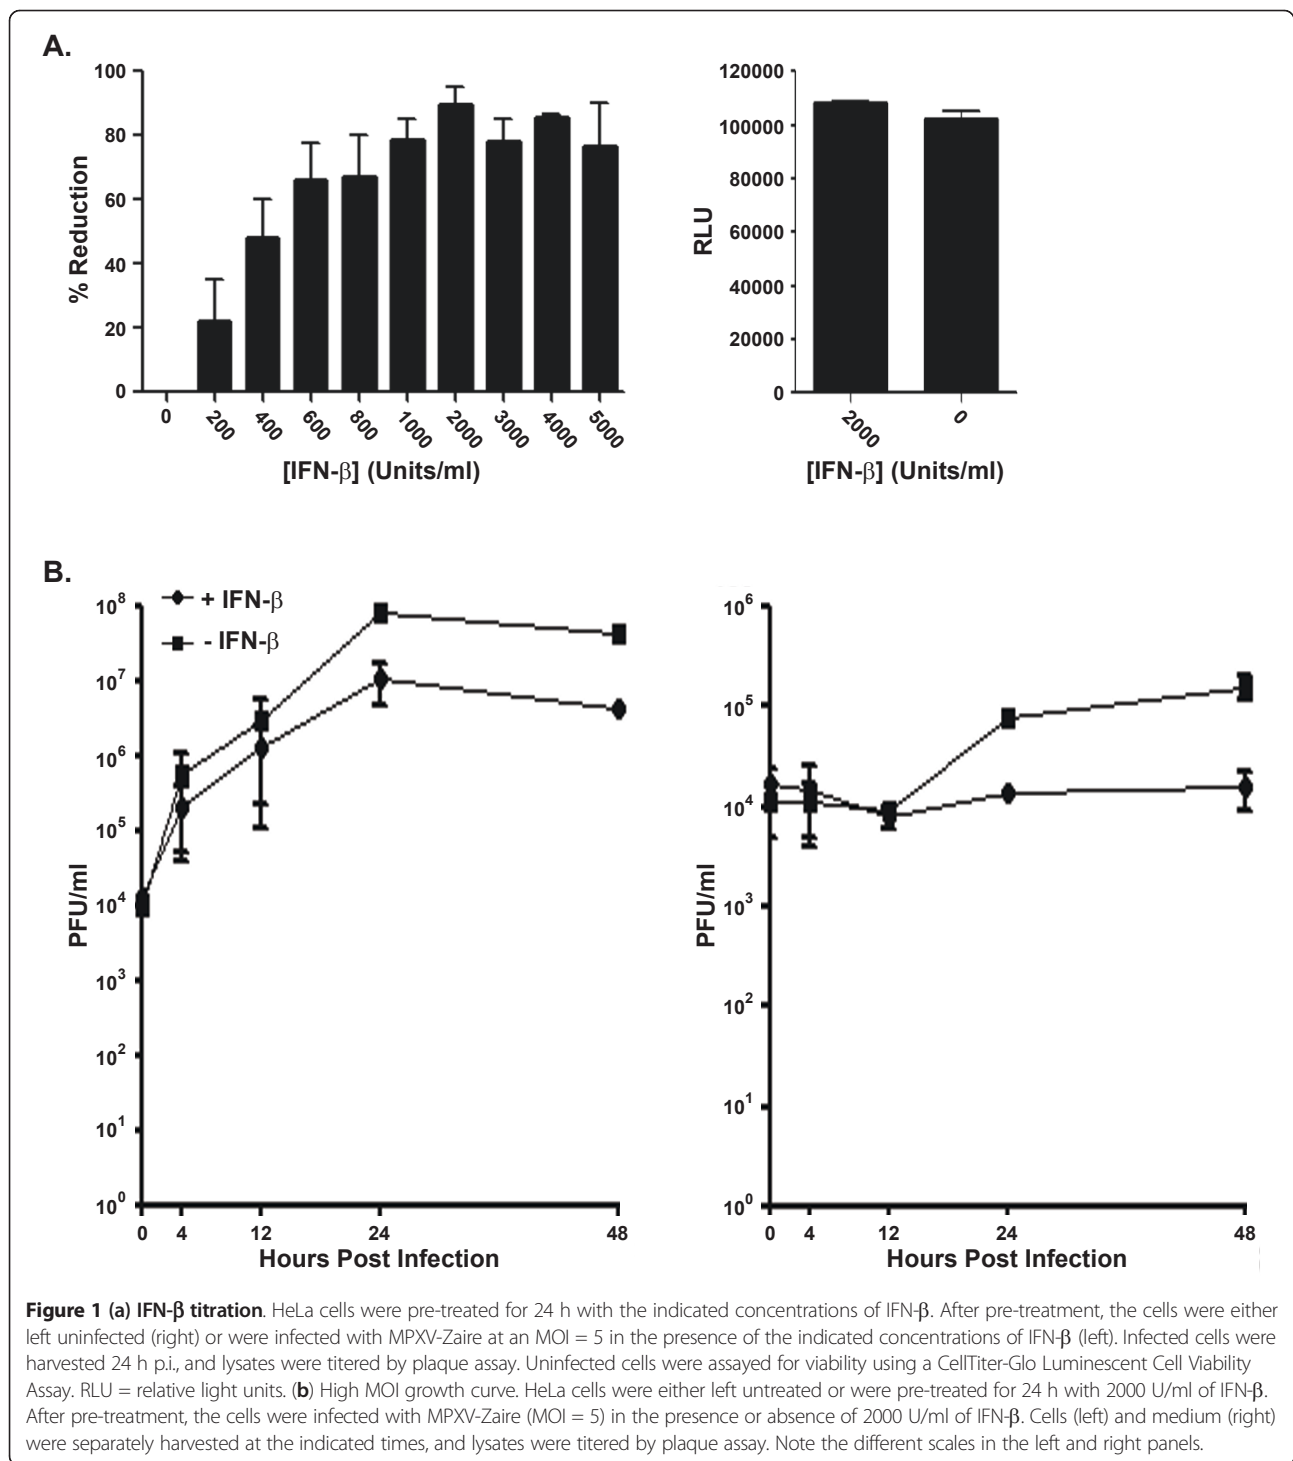 A.
100
80
60
40
20
0
% Reduction
0 200 400 600 800 1000 2000 3000 4000 5000
[IFN-β] (Units/ml)
120000
100000
80000
60000
40000
20000
0
RLU
2000 0
[IFN-β] (Units/ml)
B.
+ IFN-β
- IFN-β
10^8
10^7
10^6
10^5
10^4
10^3
10^2
10^1
10^0
PFU/ml
0 4 12 24 48
Hours Post Infection
10^6
10^5
10^4
10^3
10^2
10^1
10^0
PFU/ml
0 4 12 24 48
Hours Post Infection
Figure 1 (a) IFN-β titration. HeLa cells were pre-treated for 24 h with the indicated concentrations of IFN-β. After pre-treatment, the cells were either
left uninfected (right) or were infected with MPXV-Zaire at an MOI = 5 in the presence of the indicated concentrations of IFN-β (left). Infected cells were
harvested 24 h p.i., and lysates were titered by plaque assay. Uninfected cells were assayed for viability using a CellTiter-Glo Luminescent Cell Viability
Assay. RLU = relative light units. (b) High MOI growth curve. HeLa cells were either left untreated or were pre-treated for 24 h with 2000 U/ml of IFN-β.
After pre-treatment, the cells were infected with MPXV-Zaire (MOI = 5) in the presence or absence of 2000 U/ml of IFN-β. Cells (left) and medium (right)
were separately harvested at the indicated times, and lysates were titered by plaque assay. Note the different scales in the left and right panels.